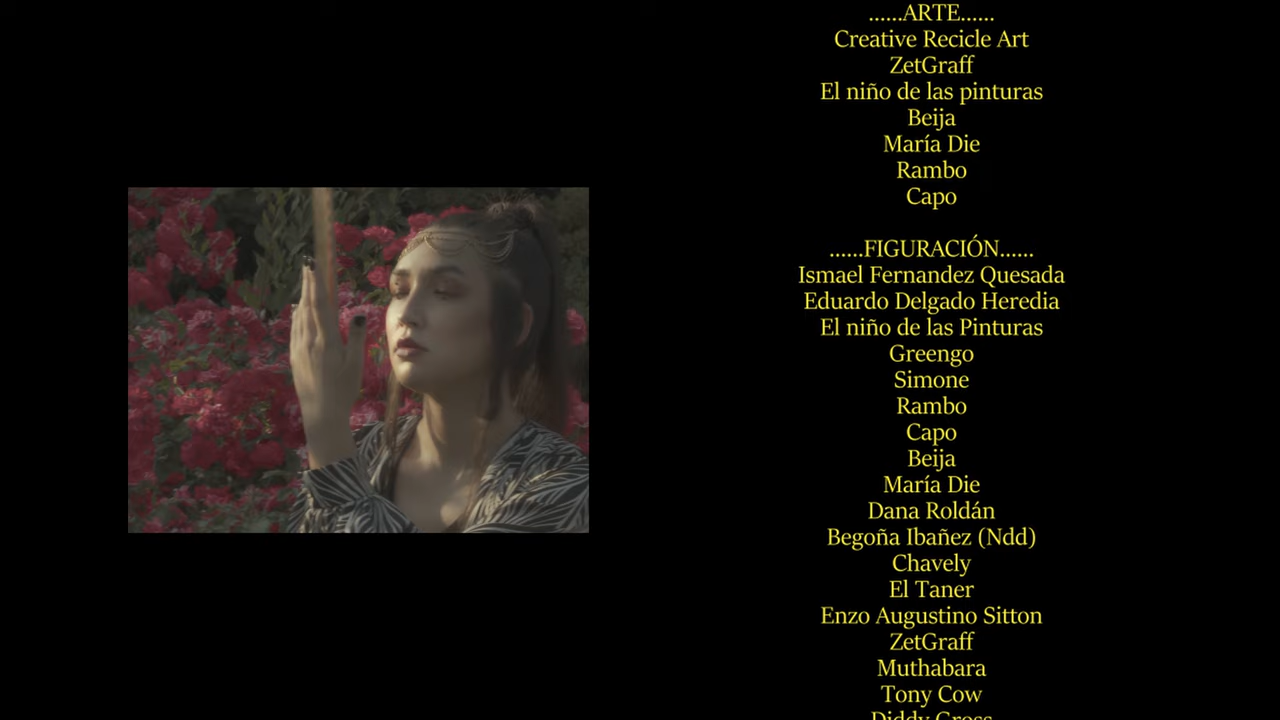 ......ARTE......
Creative Recicle Art
ZetGraff
El niño de las pinturas
Beija
María Die
Rambo
Capo
......FIGURACIÓN......
Ismael Fernandez Quesada
Eduardo Delgado Heredia
El niño de las Pinturas
Greengo
Simone
Rambo
Capo
Beija
María Die
Dana Roldán
Begoña Ibañez (Ndd)
Chavely
El Taner
Enzo Augustino Sitton
ZetGraff
Muthabara
Tony Cow